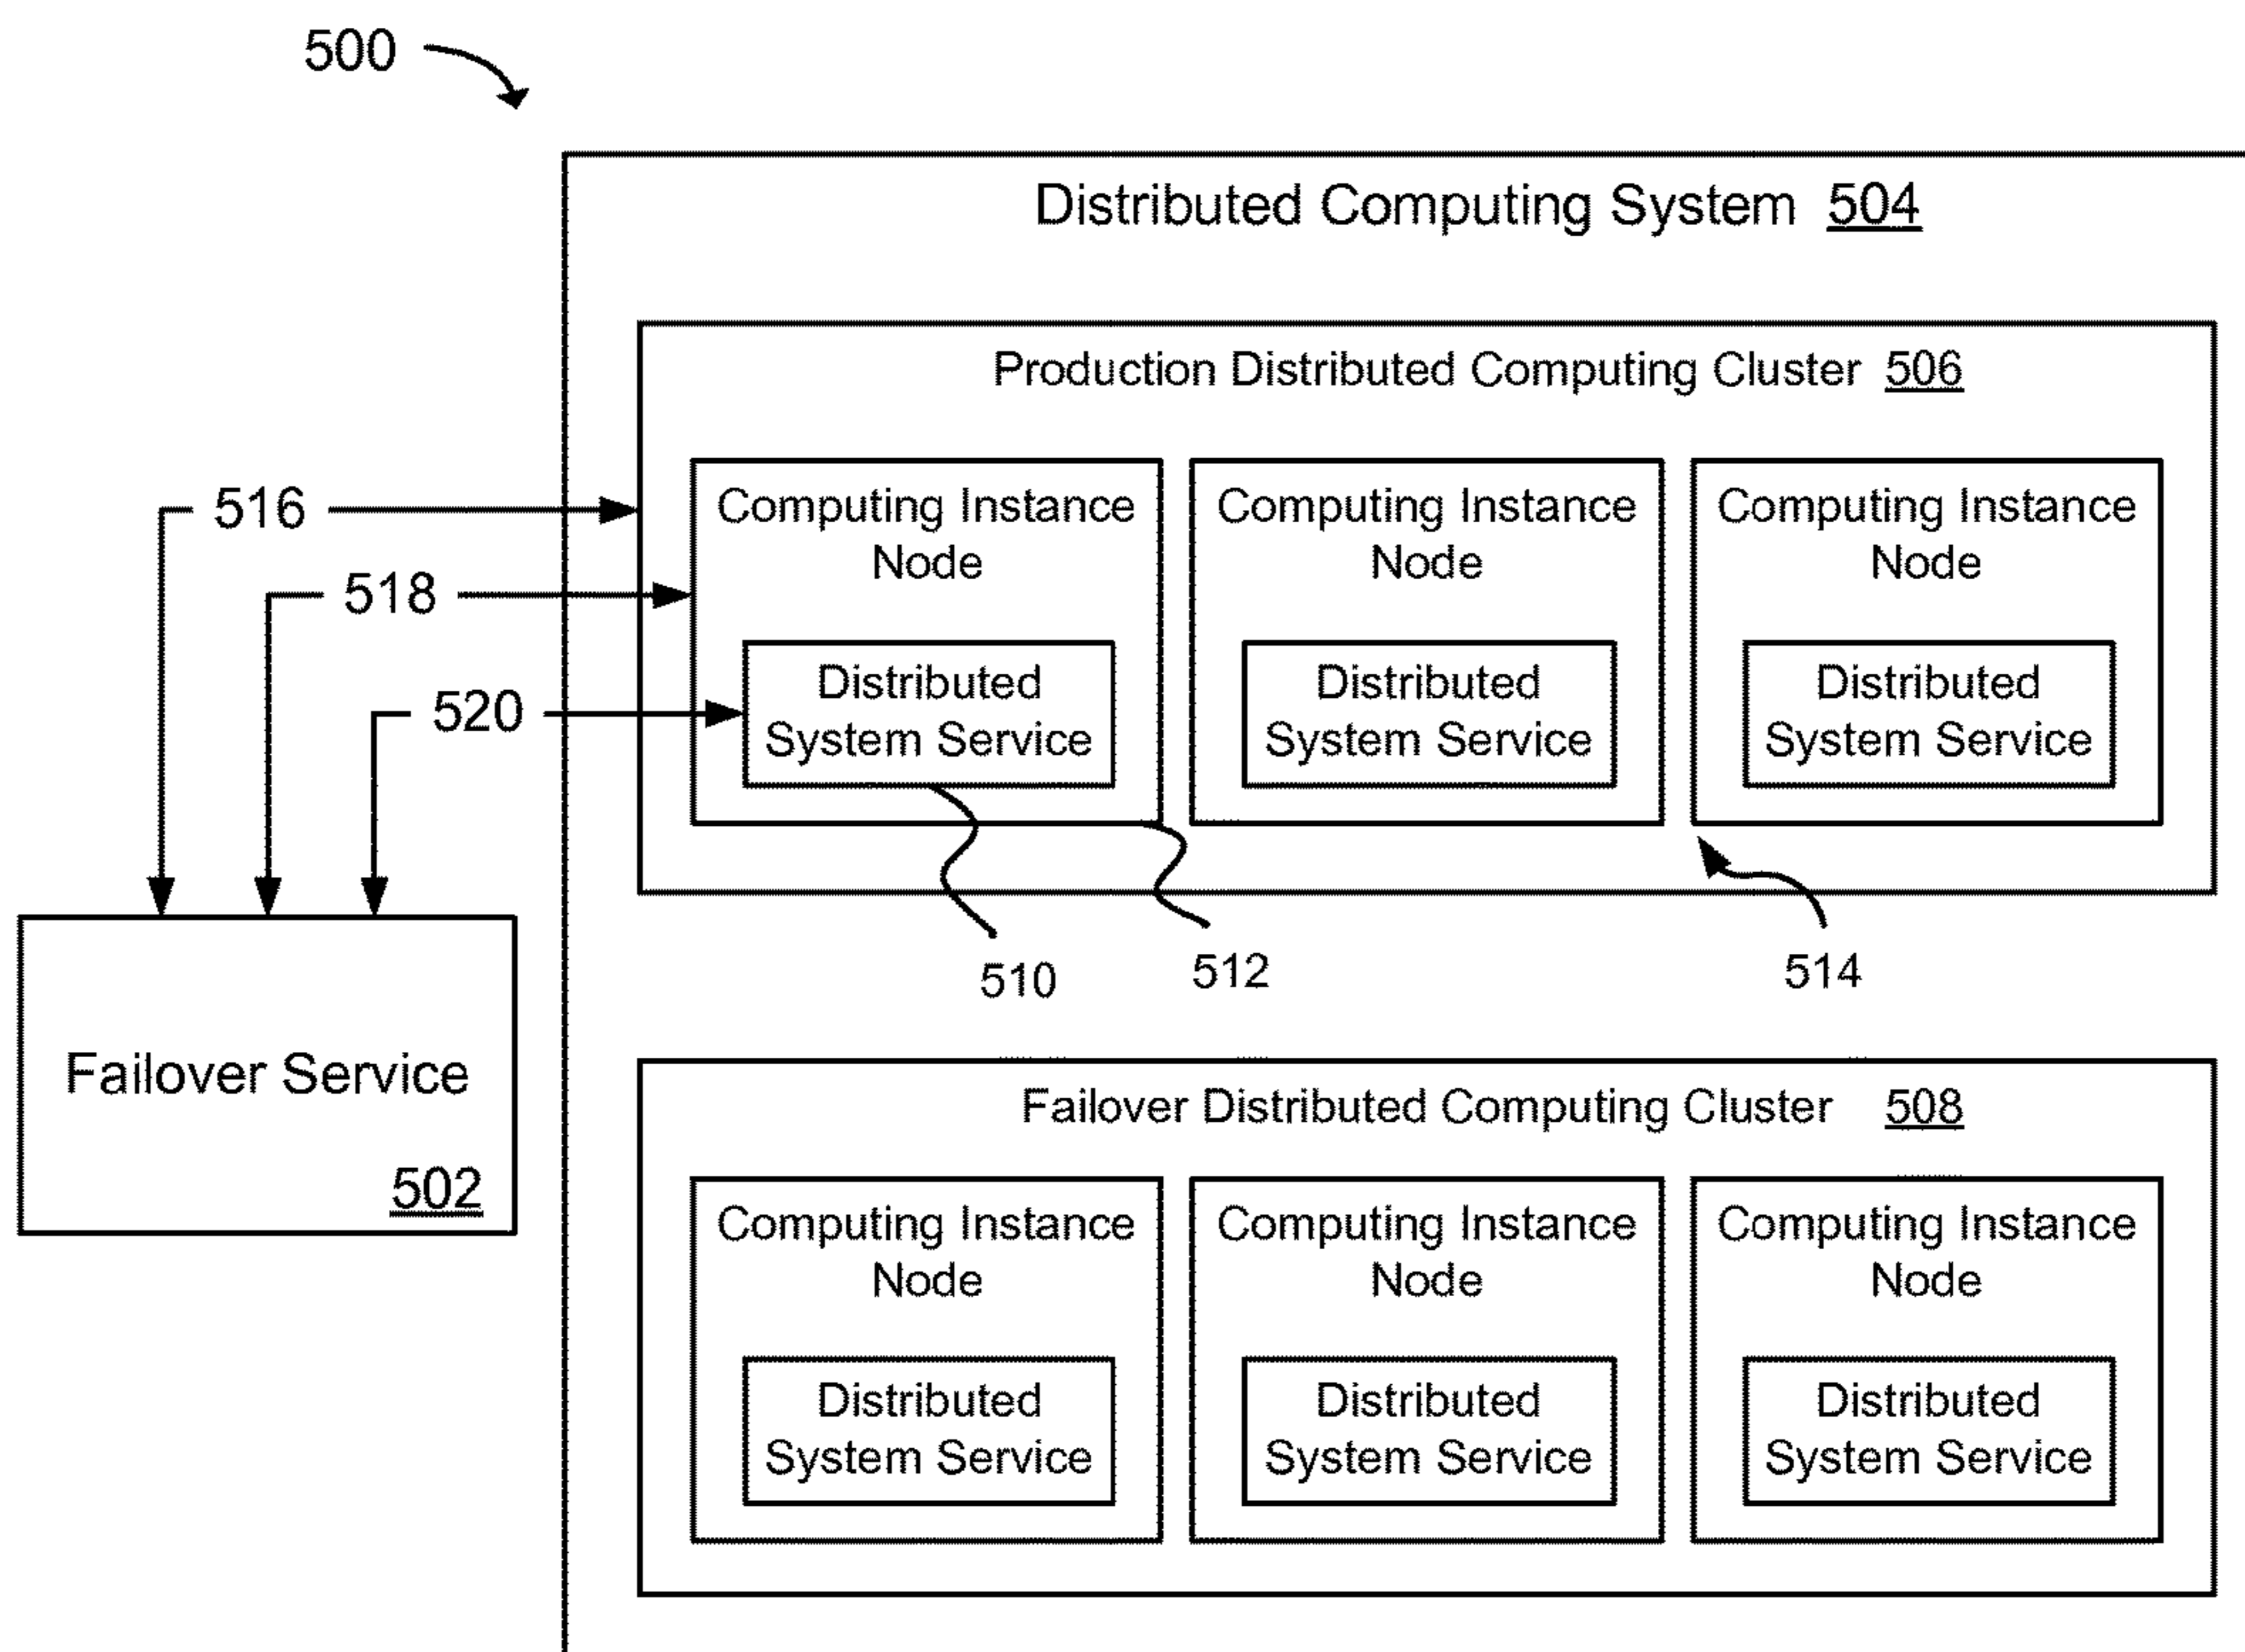 500
Distributed Computing System 504
Production Distributed Computing Cluster 506
Computing Instance
Node
Distributed
System Service
Computing Instance
Node
Distributed
System Service
Computing Instance
Node
Distributed
System Service
516
518
520
510
512
514
Failover Service
502
Failover Distributed Computing Cluster 508
Computing Instance
Node
Distributed
System Service
Computing Instance
Node
Distributed
System Service
Computing Instance
Node
Distributed
System Service